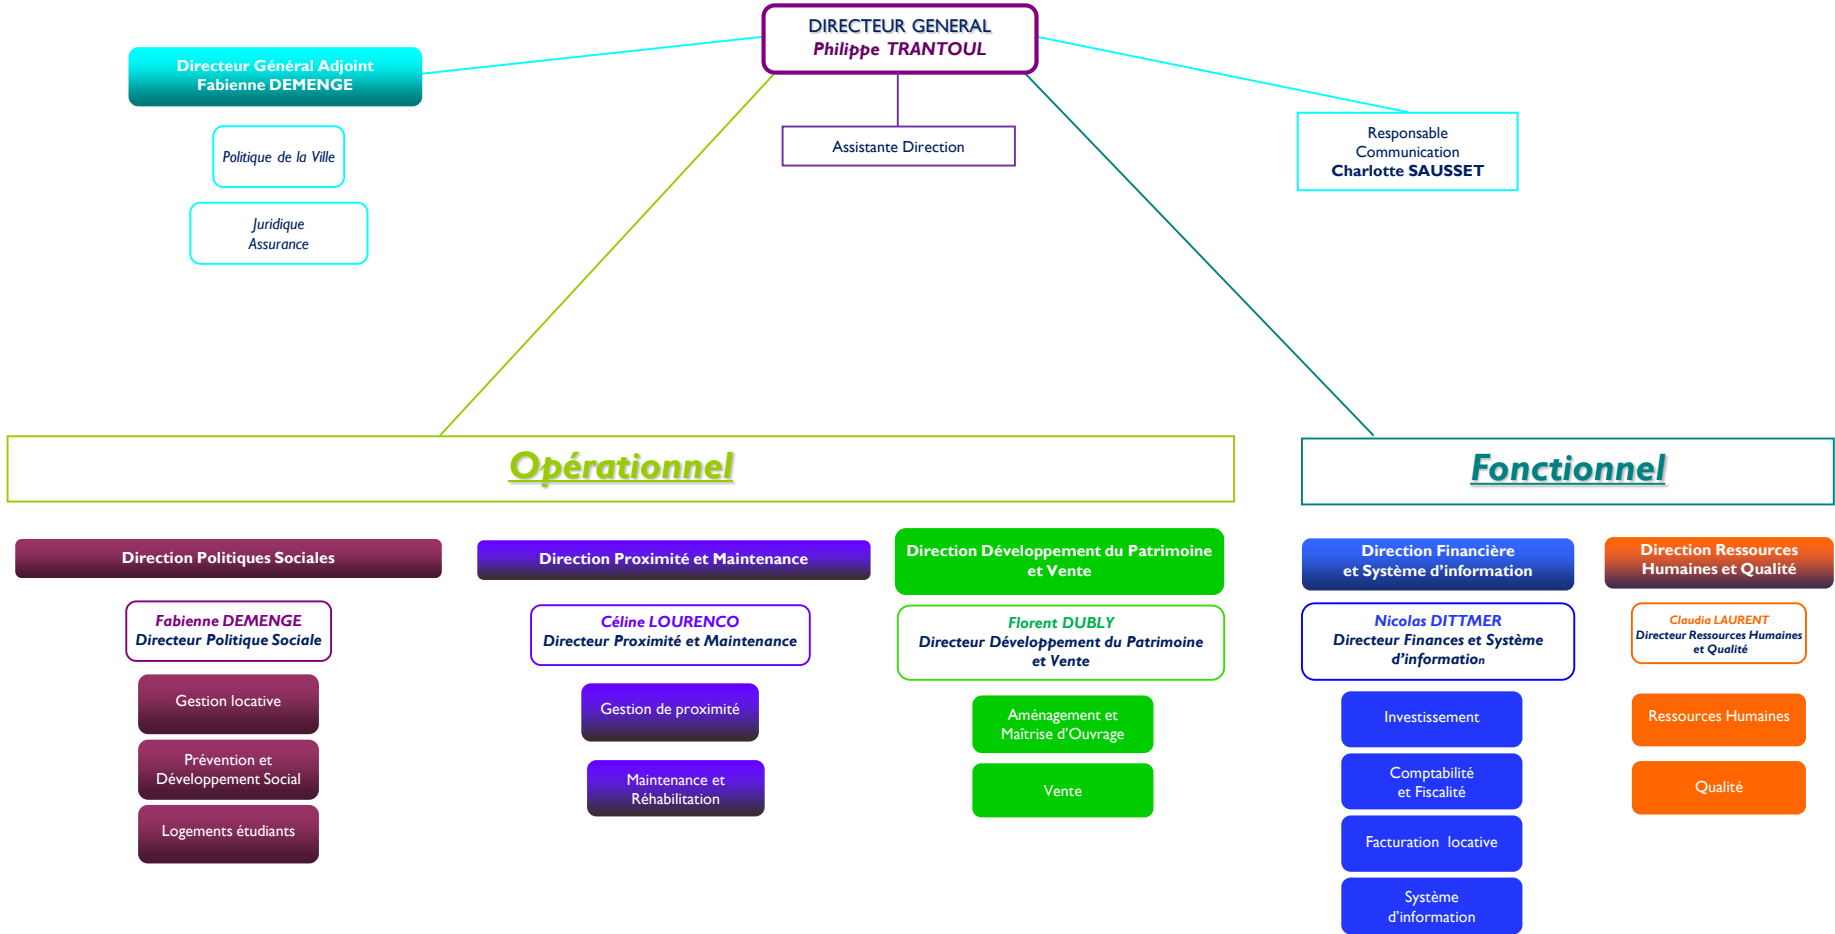 DIRECTEUR GENERAL
Philippe TRANTOUL
Directeur Général Adjoint
Fabienne DEMENGE
Politique de la Ville
Juridique
Assurance
Assistante Direction
Responsable
Communication
Charlotte SAUSSET
Opérationnel
Fonctionnel
Direction Politiques Sociales
Fabienne DEMENGE
Directeur Politique Sociale
Gestion locative
Prévention et
Développement Social
Logements étudiants
Direction Proximité et Maintenance
Céline LOURENCO
Directeur Proximité et Maintenance
Gestion de proximité
Maintenance et
Réhabilitation
Direction Développement du Patrimoine
et Vente
Florent DUBLY
Directeur Développement du Patrimoine
et Vente
Aménagement et
Maîtrise d'Ouvrage
Vente
Direction Financière
et Système d'information
Nicolas DITTMER
Directeur Finances et Système
d'information
Investissement
Comptabilité
et Fiscalité
Facturation locative
Système
d'information
Direction Ressources
Humaines et Qualité
Claudia LAURENT
Directeur Ressources Humaines
et Qualité
Ressources Humaines
Qualité